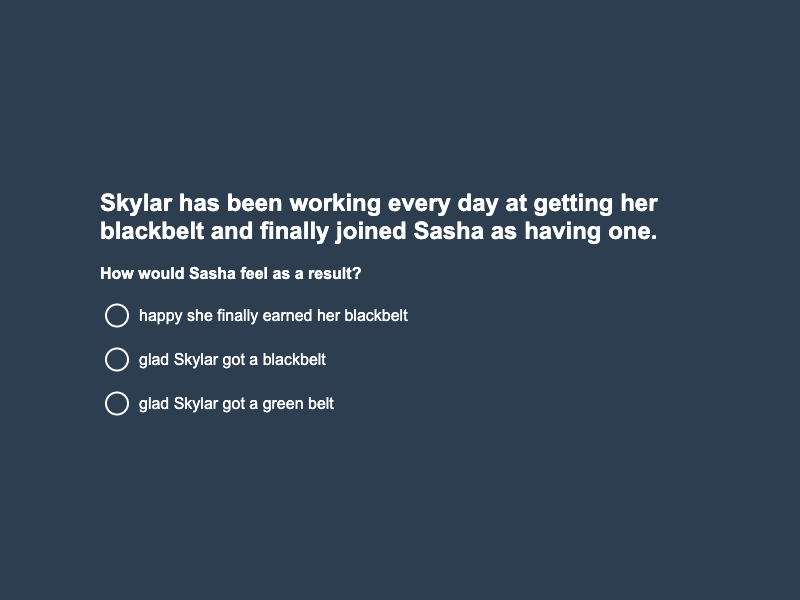 Skylar has been working every day at getting her
blackbelt and finally joined Sasha as having one.
How would Sasha feel as a result?
happy she finally earned her blackbelt
glad Skylar got a blackbelt
glad Skylar got a green belt